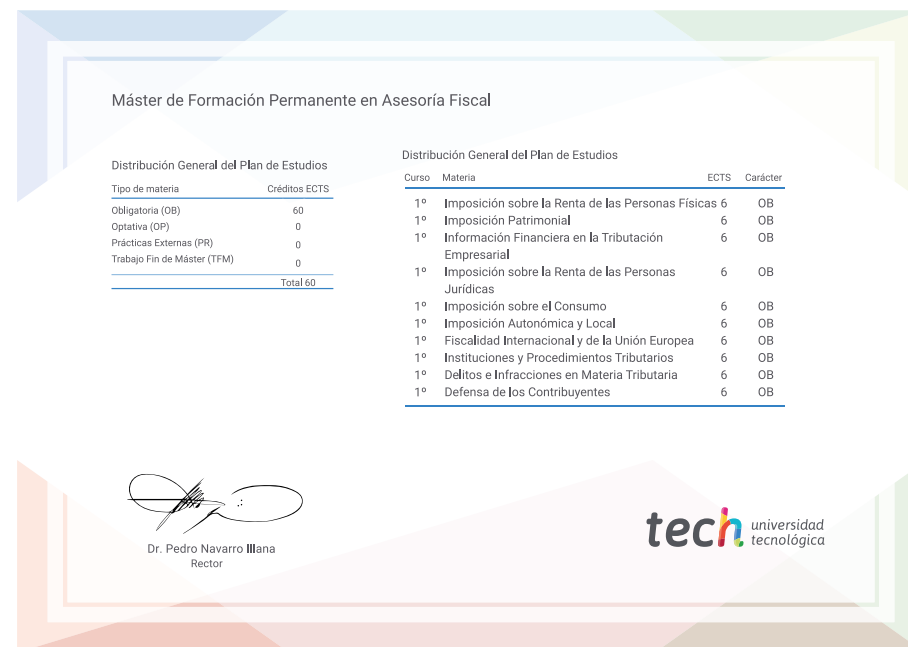 Máster de Formación Permanente en Asesoría Fiscal
Distribución General del Plan de Estudios
Tipo de materia Créditos ECTS
Obligatoria (OB) 60
Optativa (OP) 0
Prácticas Externas (PR) 0
Trabajo Fin de Máster (TFM) 0
Total 60
Distribución General del Plan de Estudios
Curso Materia ECTS Carácter
1º Imposición sobre la Renta de las Personas Físicas 6 OB
1º Imposición Patrimonial 6 OB
1º Información Financiera en la Tributación 6 OB
Empresarial
1º Imposición sobre la Renta de las Personas 6 OB
Jurídicas
1º Imposición sobre el Consumo 6 OB
1º Imposición Autonómica y Local 6 OB
1º Fiscalidad Internacional y de la Unión Europea 6 OB
1º Instituciones y Procedimientos Tributarios 6 OB
1º Delitos e Infracciones en Materia Tributaria 6 OB
1º Defensa de los Contribuyentes 6 OB
Dr. Pedro Navarro Illana
Rector
tech universidad
tecnológica